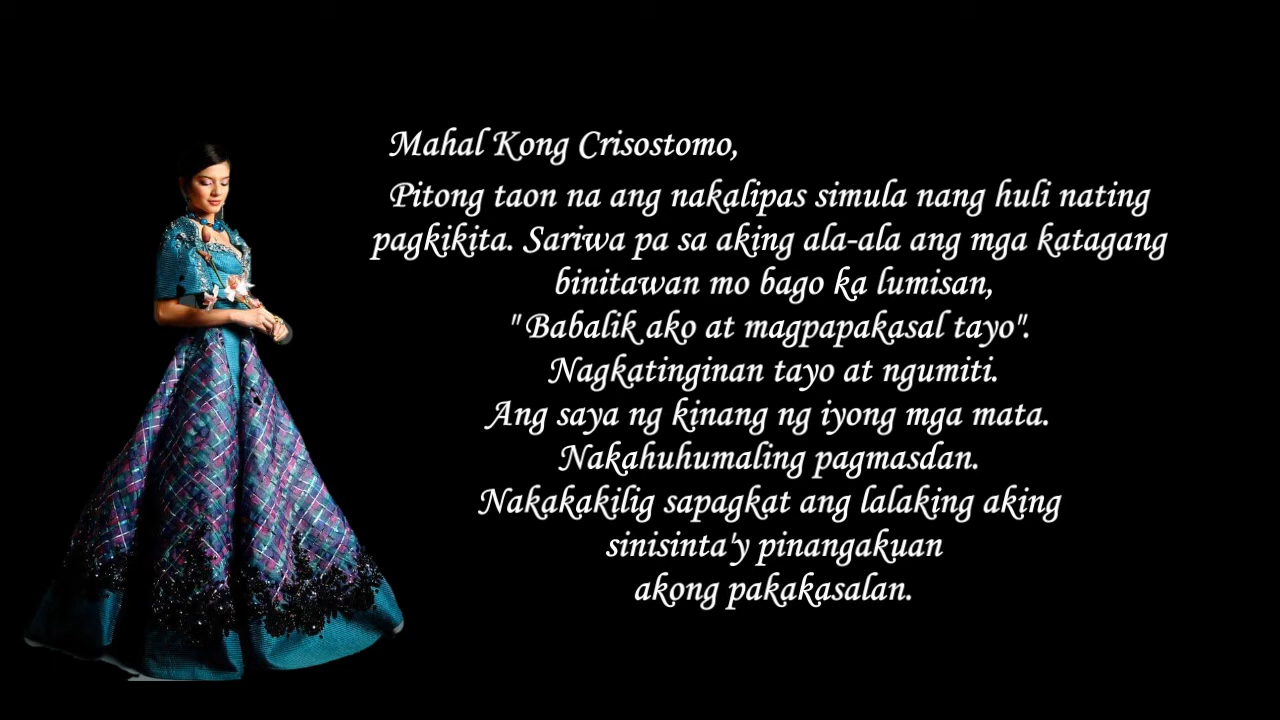 Mahal Kong Crisostomo,
Pitong taon na ang nakalipas simula nang huli nating
pagkikita. Sariwa pa sa aking ala-ala ang mga katagang
binitawan mo bago ka lumisan,
"Babalik ako at magpapakasal tayo".
Nagkatinginan tayo at ngumiti.
Ang saya ng kinang ng iyong mga mata.
Nakahuhumaling pagmasdan.
Nakakakilig sapagkat ang lalaking aking
sinisinta'y pinangakuan
akong pakakasalan.